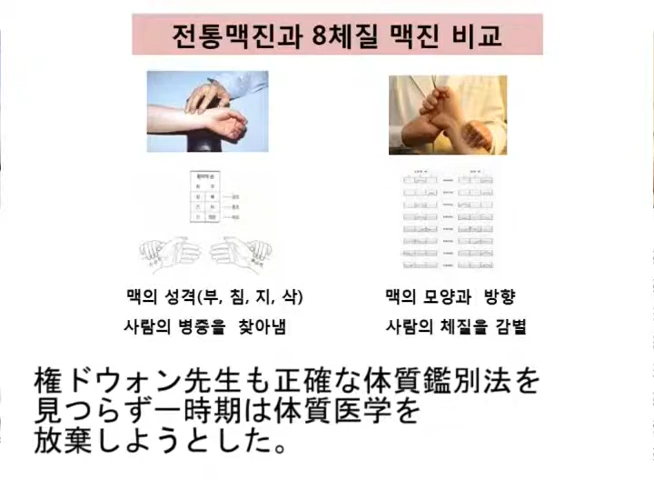 전통맥진과 8체질 맥진 비교
맥의 성격(부, 침, 지, 삭)
사람의 병증을 찾아냄
맥의 모양과 방향
사람의 체질을 감별
権ドウォン先生も正確な体質鑑別法を
見つらず一時期は体質医学を
放棄しようとした。